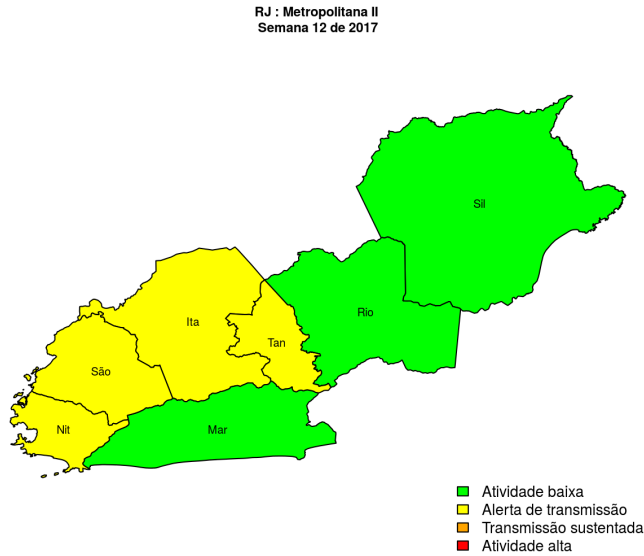 RJ : Metropolitana II
Semana 12 de 2017
Sil
Rio
Ita
Tan
São
Nit
Mar
Atividade baixa
Alerta de transmissão
Transmissão sustentada
Atividade alta